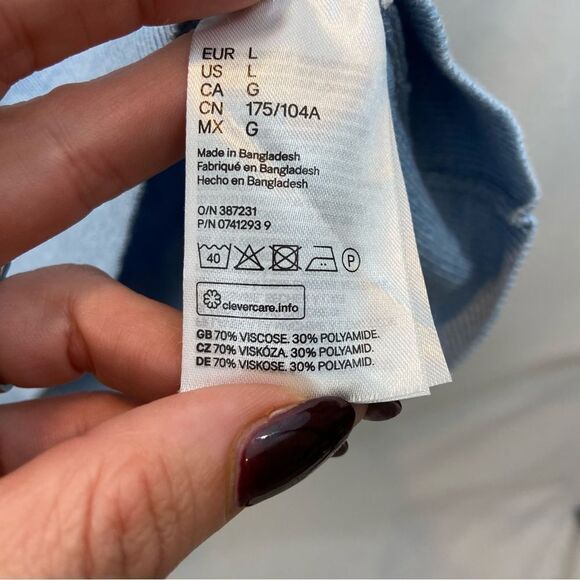 EUR L
US L
CA G
CN 175/104A
MX G
Made in Bangladesh
Fabriqué en Bangladesh
Hecho en Bangladesh
O/N 387231
P/N 0741293 9
40 P
clevercare.info
GB 70% VISCOSE. 30% POLYAMIDE.
CZ 70% VISKÓZA. 30% POLYAMID.
DE 70% VISKOSE. 30% POLYAMID.